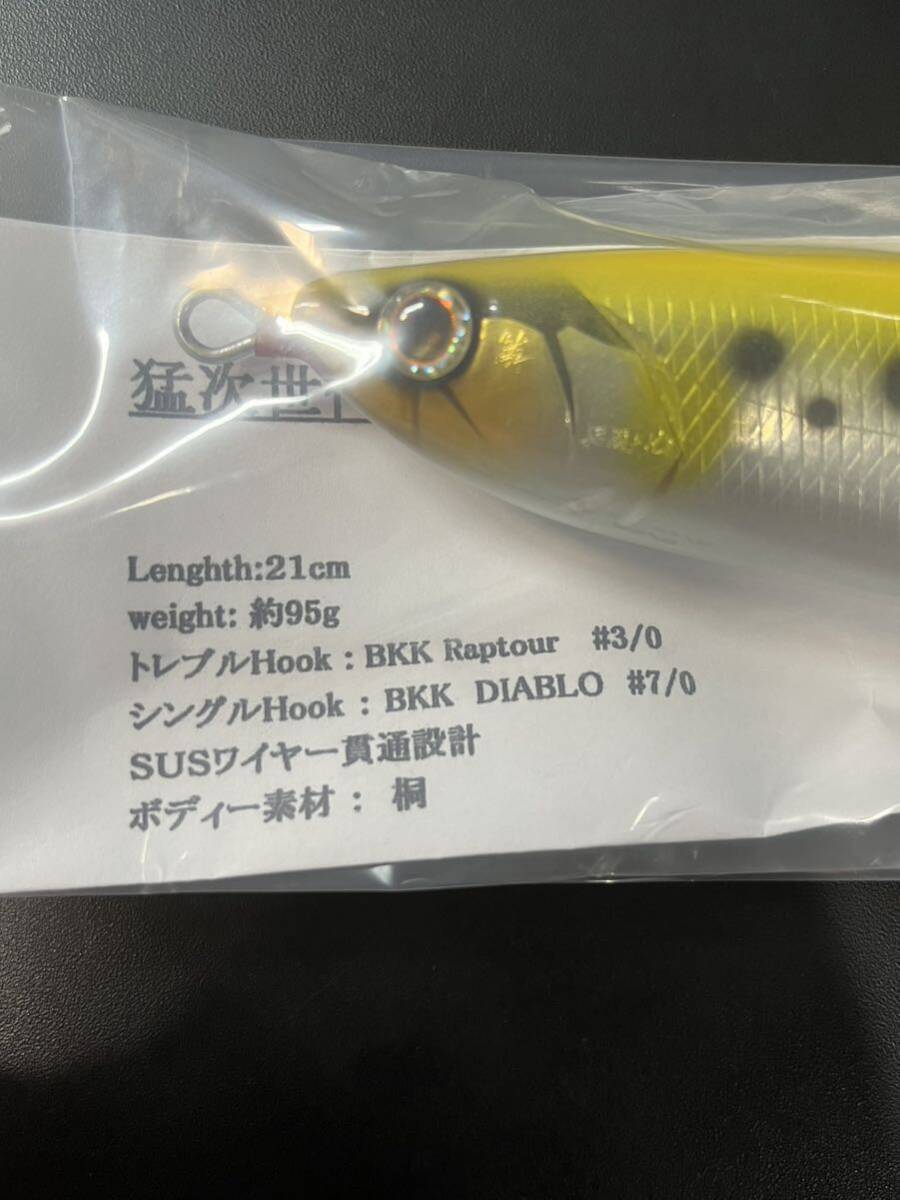 猛次世
Lenghth:21cm
weight: 約95g
トレブルHook : BKK Raptour #3/0
シングルHook : BKK DIABLO #7/0
SUSワイヤー貫通設計
ボディー素材 : 桐